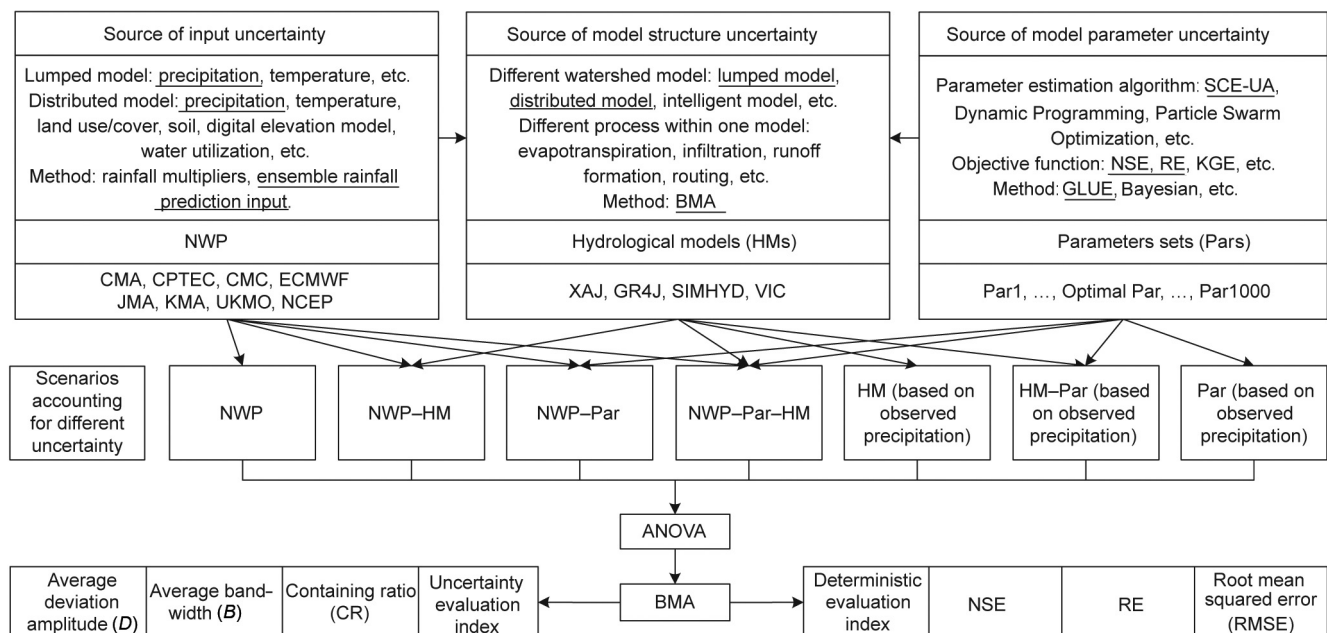 Source of input uncertainty
Lumped model: precipitation, temperature, etc.
Distributed model: precipitation, temperature,
land use/cover, soil, digital elevation model,
water utilization, etc.
Method: rainfall multipliers, ensemble rainfall
prediction input.
NWP
CMA, CPTEC, CMC, ECMWF
JMA, KMA, UKMO, NCEP
Source of model structure uncertainty
Different watershed model: lumped model,
distributed model, intelligent model, etc.
Different process within one model:
evapotranspiration, infiltration, runoff
formation, routing, etc.
Method: BMA
Hydrological models (HMs)
XAJ, GR4J, SIMHYD, VIC
Source of model parameter uncertainty
Parameter estimation algorithm: SCE-UA,
Dynamic Programming, Particle Swarm
Optimization, etc.
Objective function: NSE, RE, KGE, etc.
Method: GLUE, Bayesian, etc.
Parameters sets (Pars)
Par1, …, Optimal Par, …, Par1000
Scenarios
accounting
for different
uncertainty
NWP
NWP–HM
NWP–Par
NWP–Par–HM
HM (based on
observed
precipitation)
HM–Par (based
on observed
precipitation)
Par (based on
observed
precipitation)
ANOVA
BMA
Average
deviation
amplitude (D)
Average band-
width (B)
Containing ratio
(CR)
Uncertainty
evaluation
index
Deterministic
evaluation
index
NSE
RE
Root mean
squared error
(RMSE)